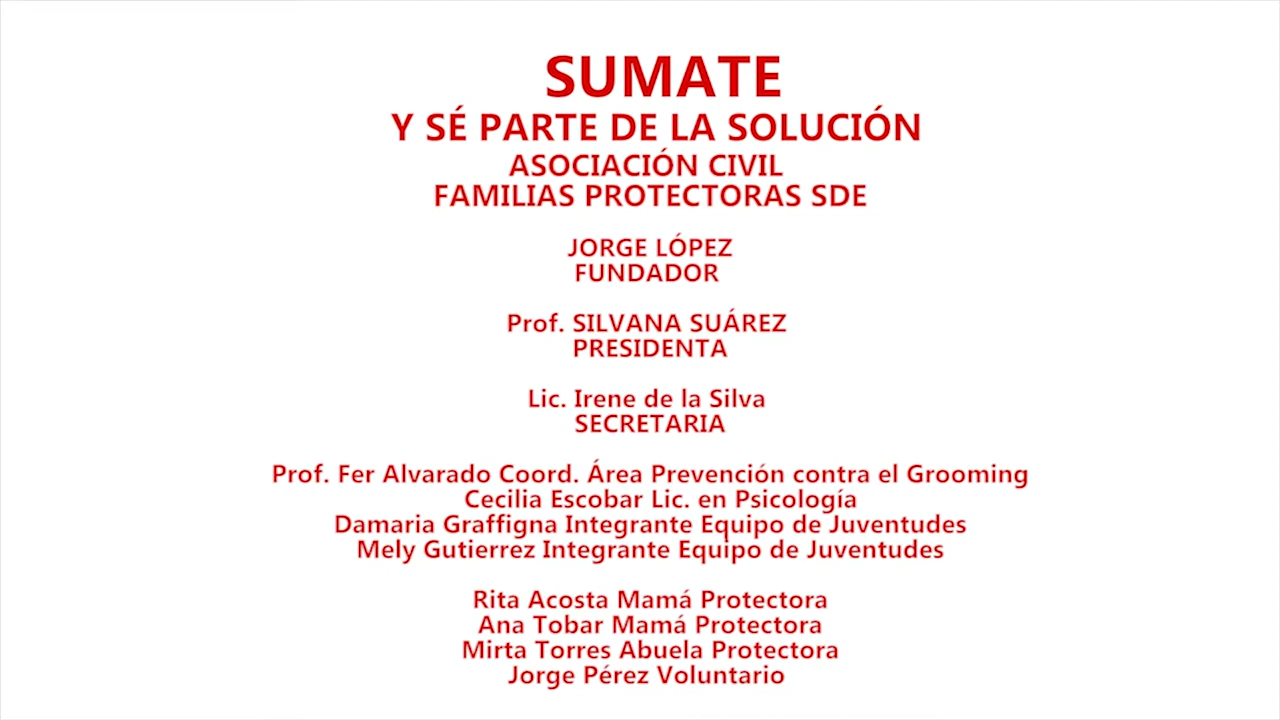 SUMATE
Y SÉ PARTE DE LA SOLUCIÓN
ASOCIACIÓN CIVIL
FAMILIAS PROTECTORAS SDE
JORGE LÓPEZ
FUNDADOR
Prof. SILVANA SUÁREZ
PRESIDENTA
Lic. Irene de la Silva
SECRETARIA
Prof. Fer Alvarado Coord. Área Prevención contra el Grooming
Cecilia Escobar Lic. en Psicología
Damaria Graffigna Integrante Equipo de Juventudes
Mely Gutierrez Integrante Equipo de Juventudes
Rita Acosta Mamá Protectora
Ana Tobar Mamá Protectora
Mirta Torres Abuela Protectora
Jorge Pérez Voluntario